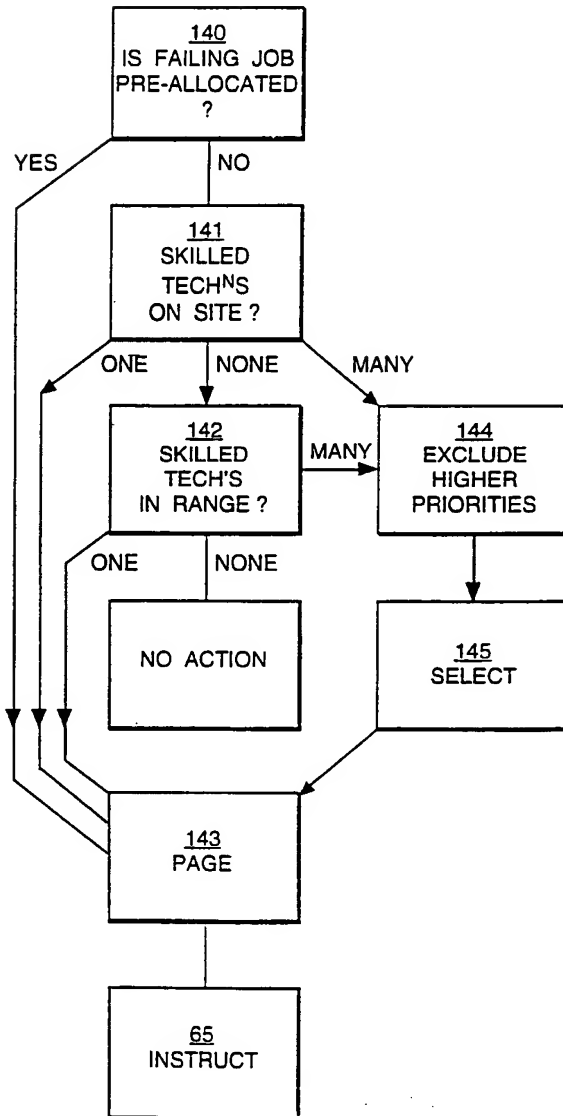 140
IS FAILING JOB
PRE-ALLOCATED
?
YES
NO
141
SKILLED
TECHᴺS
ON SITE ?
ONE
NONE
MANY
142
SKILLED
TECH'S
IN RANGE ?
MANY
144
EXCLUDE
HIGHER
PRIORITIES
ONE
NONE
NO ACTION
145
SELECT
143
PAGE
65
INSTRUCT